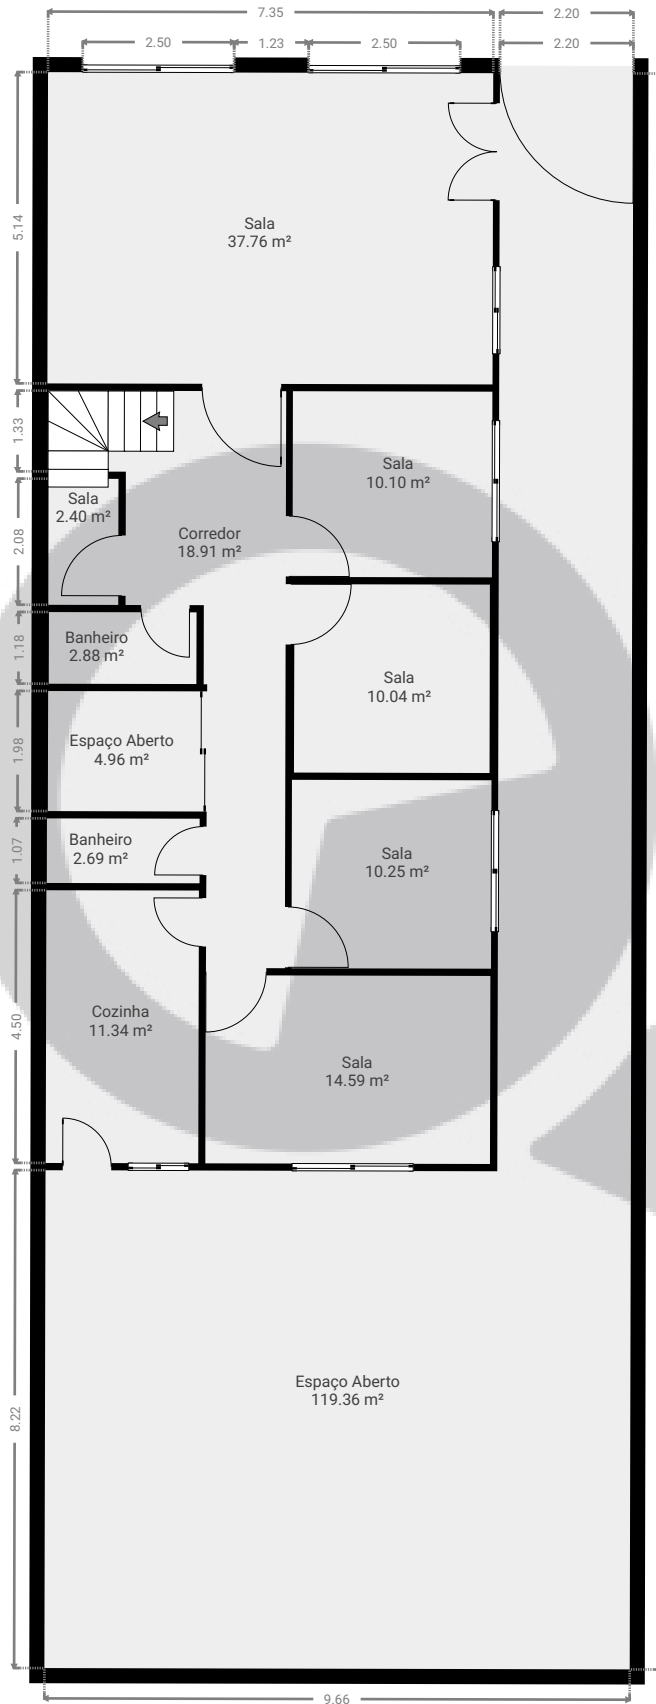 7.35
2.20
2.50
1.23
2.50
2.20
5.14
Sala
37.76 m²
1.33
Sala
10.10 m²
Sala
2.40 m²
2.08
Corredor
18.91 m²
Banheiro
2.88 m²
1.18
Sala
10.04 m²
Espaço Aberto
4.96 m²
1.98
Banheiro
2.69 m²
1.07
Sala
10.25 m²
Cozinha
11.34 m²
4.50
Sala
14.59 m²
Espaço Aberto
119.36 m²
8.22
9.66